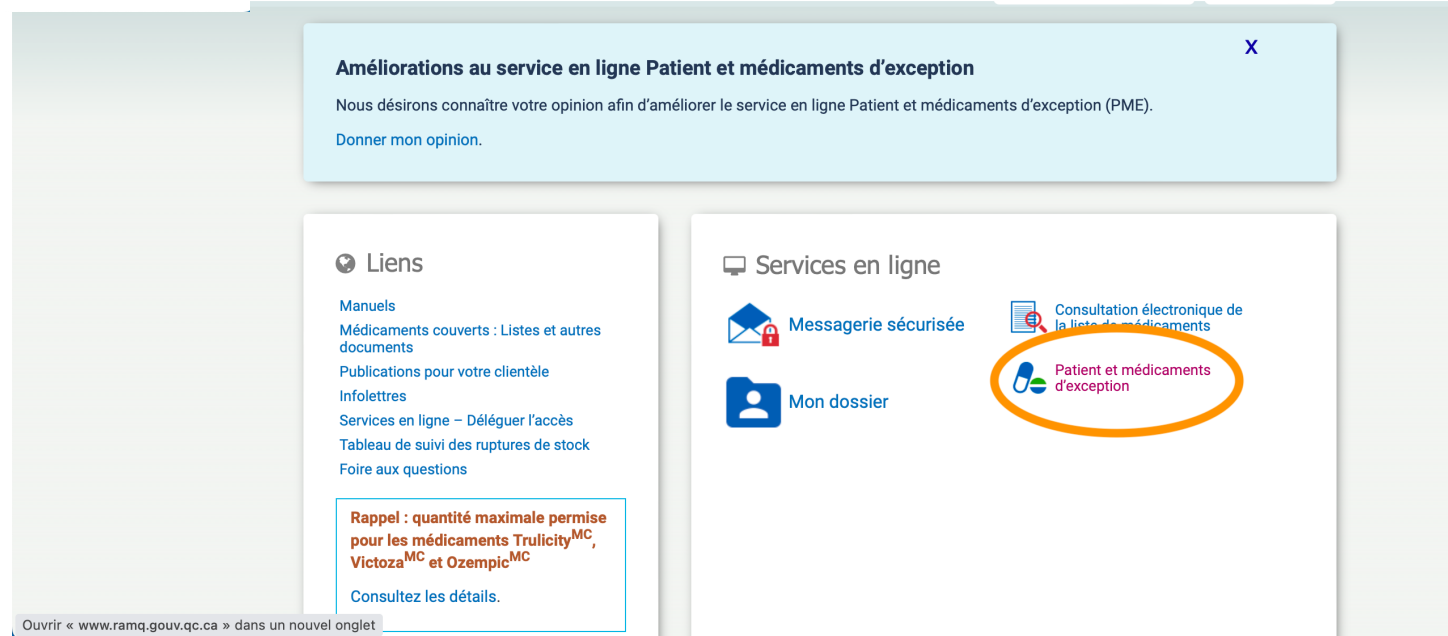 X
Améliorations au service en ligne Patient et médicaments d’exception
Nous désirons connaître votre opinion afin d’améliorer le service en ligne Patient et médicaments d’exception (PME).
Donner mon opinion.
Liens
Manuels
Médicaments couverts : Listes et autres
documents
Publications pour votre clientèle
Infolettres
Services en ligne – Déléguer l’accès
Tableau de suivi des ruptures de stock
Foire aux questions
Rappel : quantité maximale permise
pour les médicaments Trulicityᴹᶜ,
Victozaᴹᶜ et Ozempicᴹᶜ
Consultez les détails.
Services en ligne
Messagerie sécurisée
Mon dossier
Consultation électronique de
la liste de médicaments
Patient et médicaments
d’exception
Ouvrir « www.ramq.gouv.qc.ca » dans un nouvel onglet